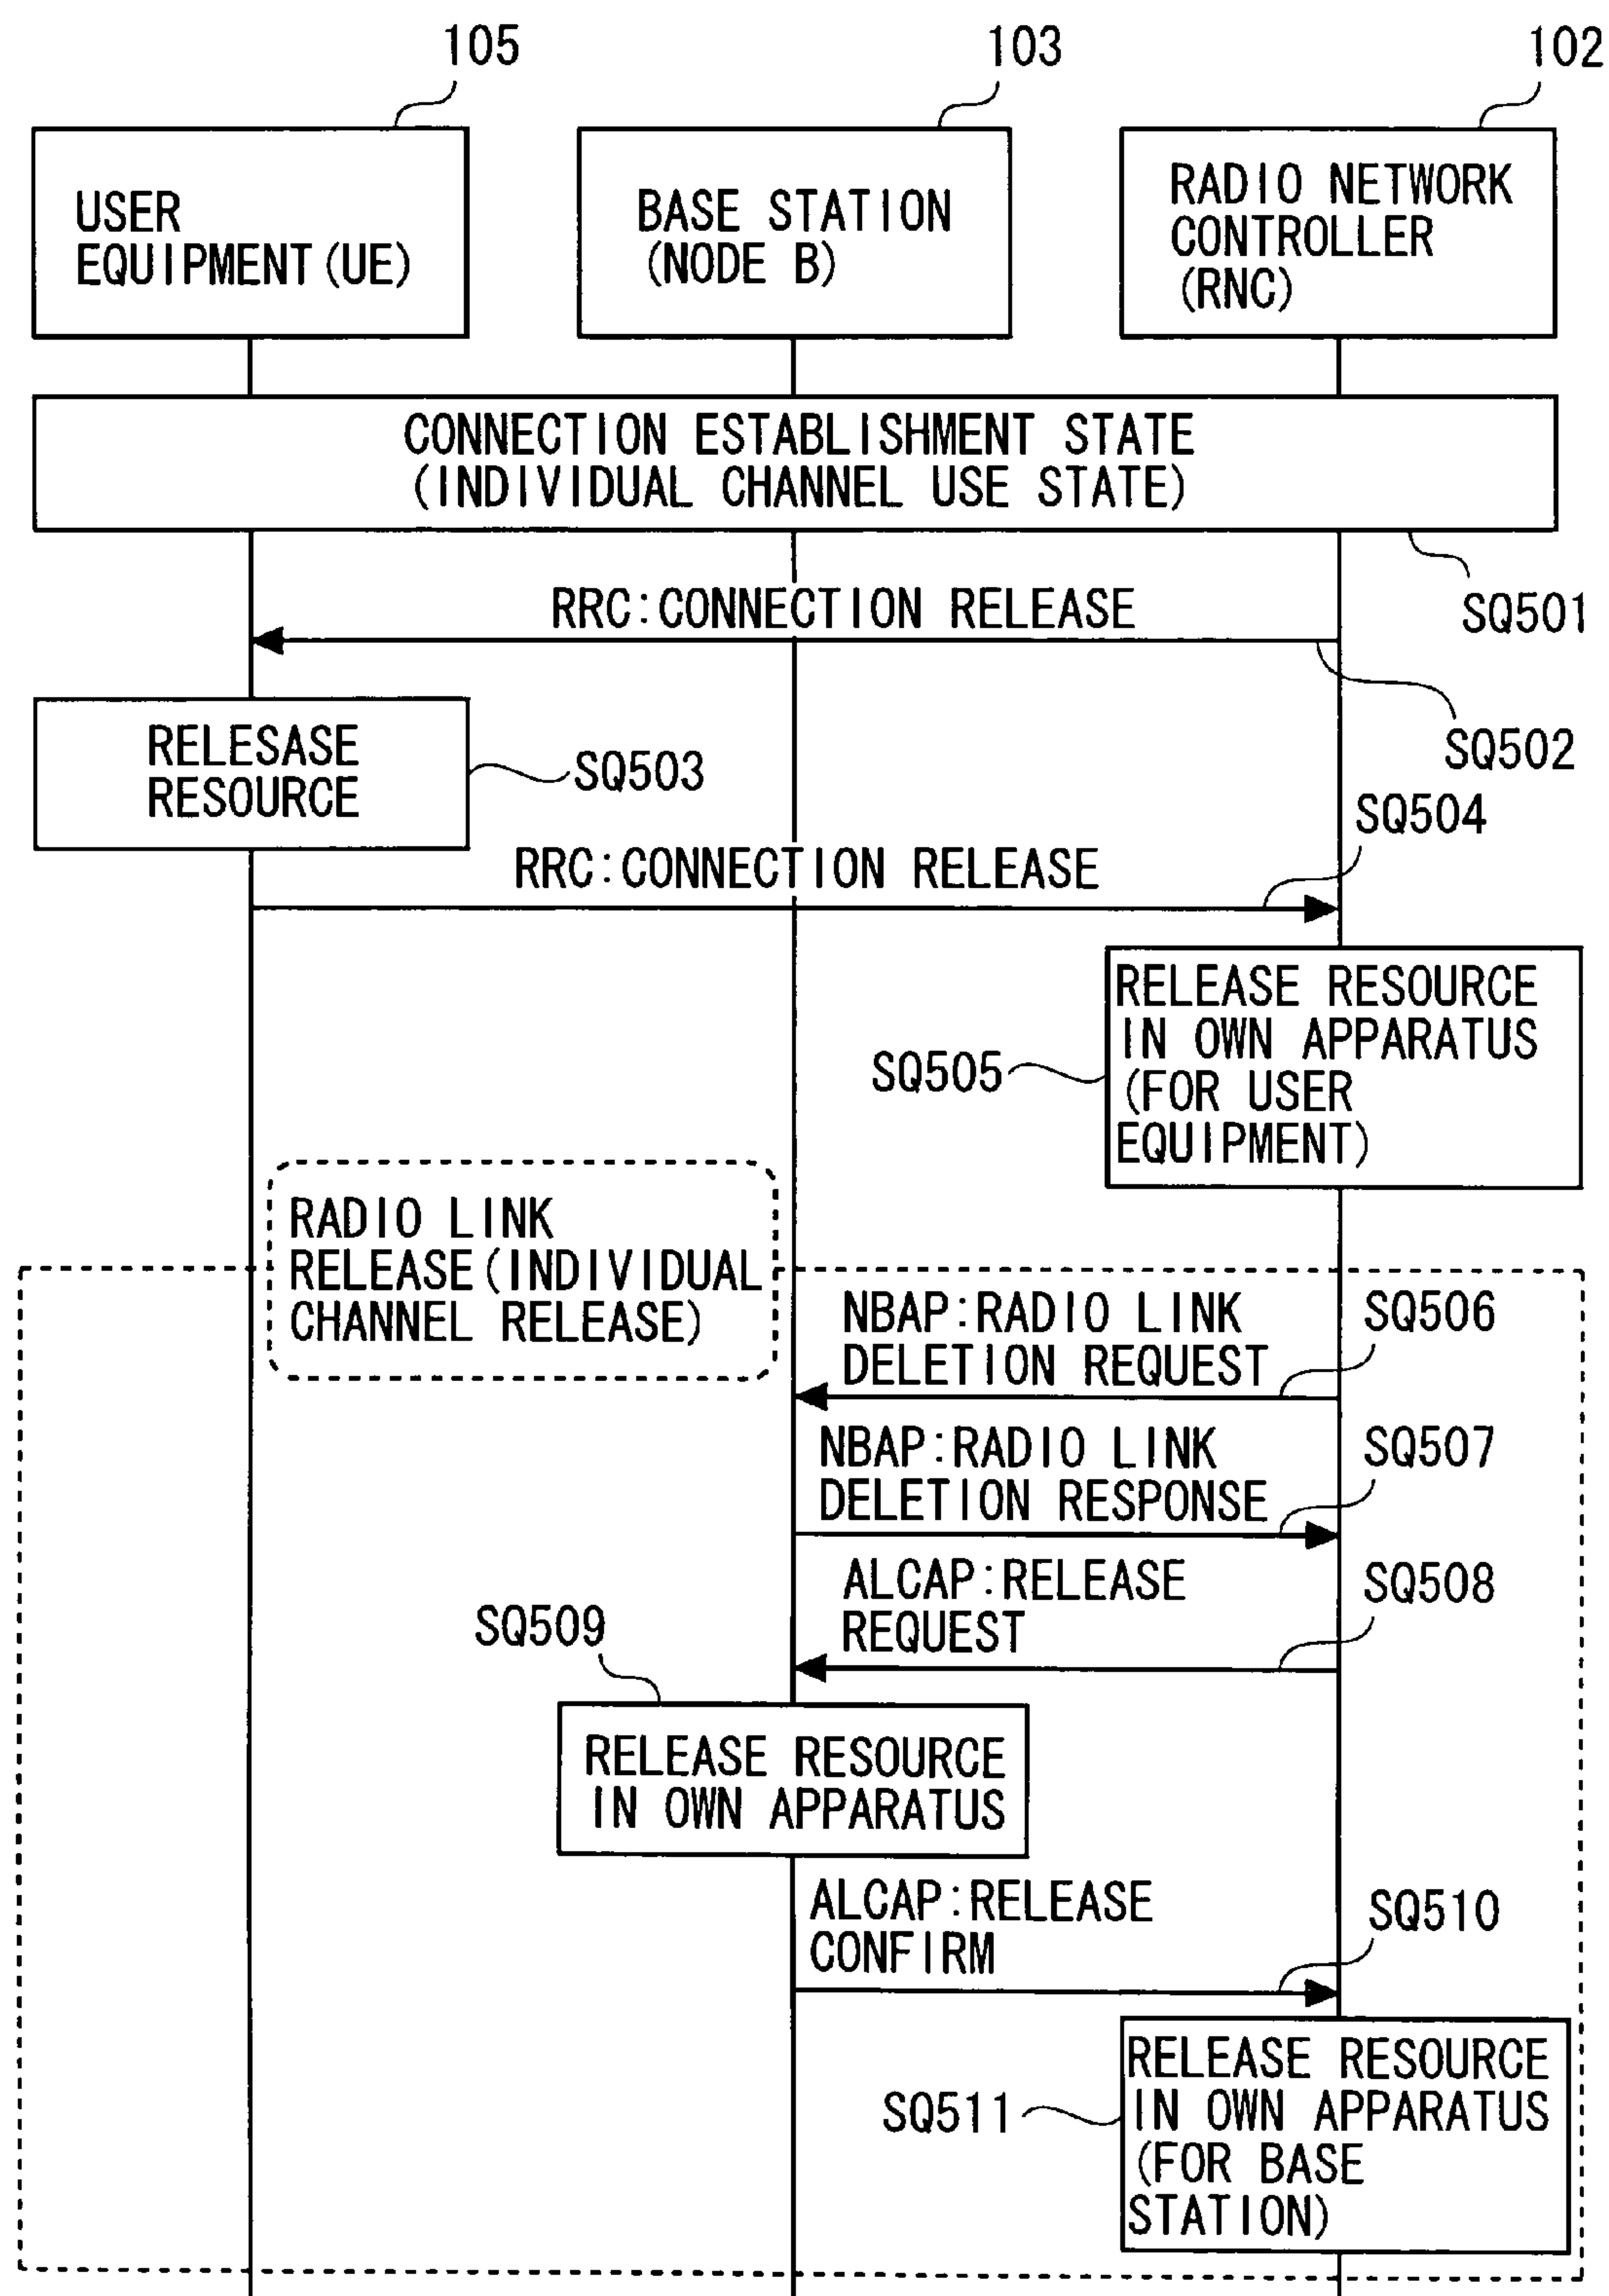 105
103
102
USER
EQUIPMENT(UE)
BASE STATION
(NODE B)
RADIO NETWORK
CONTROLLER
(RNC)
CONNECTION ESTABLISHMENT STATE
(INDIVIDUAL CHANNEL USE STATE)
SQ501
RRC:CONNECTION RELEASE
SQ502
RELESASE
RESOURCE
SQ503
SQ504
RRC:CONNECTION RELEASE
RELEASE RESOURCE
IN OWN APPARATUS
(FOR USER
EQUIPMENT)
SQ505
RADIO LINK
RELEASE(INDIVIDUAL
CHANNEL RELEASE)
NBAP:RADIO LINK
DELETION REQUEST
SQ506
NBAP:RADIO LINK
DELETION RESPONSE
SQ507
ALCAP:RELEASE
REQUEST
SQ508
SQ509
RELEASE RESOURCE
IN OWN APPARATUS
ALCAP:RELEASE
CONFIRM
SQ510
RELEASE RESOURCE
IN OWN APPARATUS
(FOR BASE
STATION)
SQ511